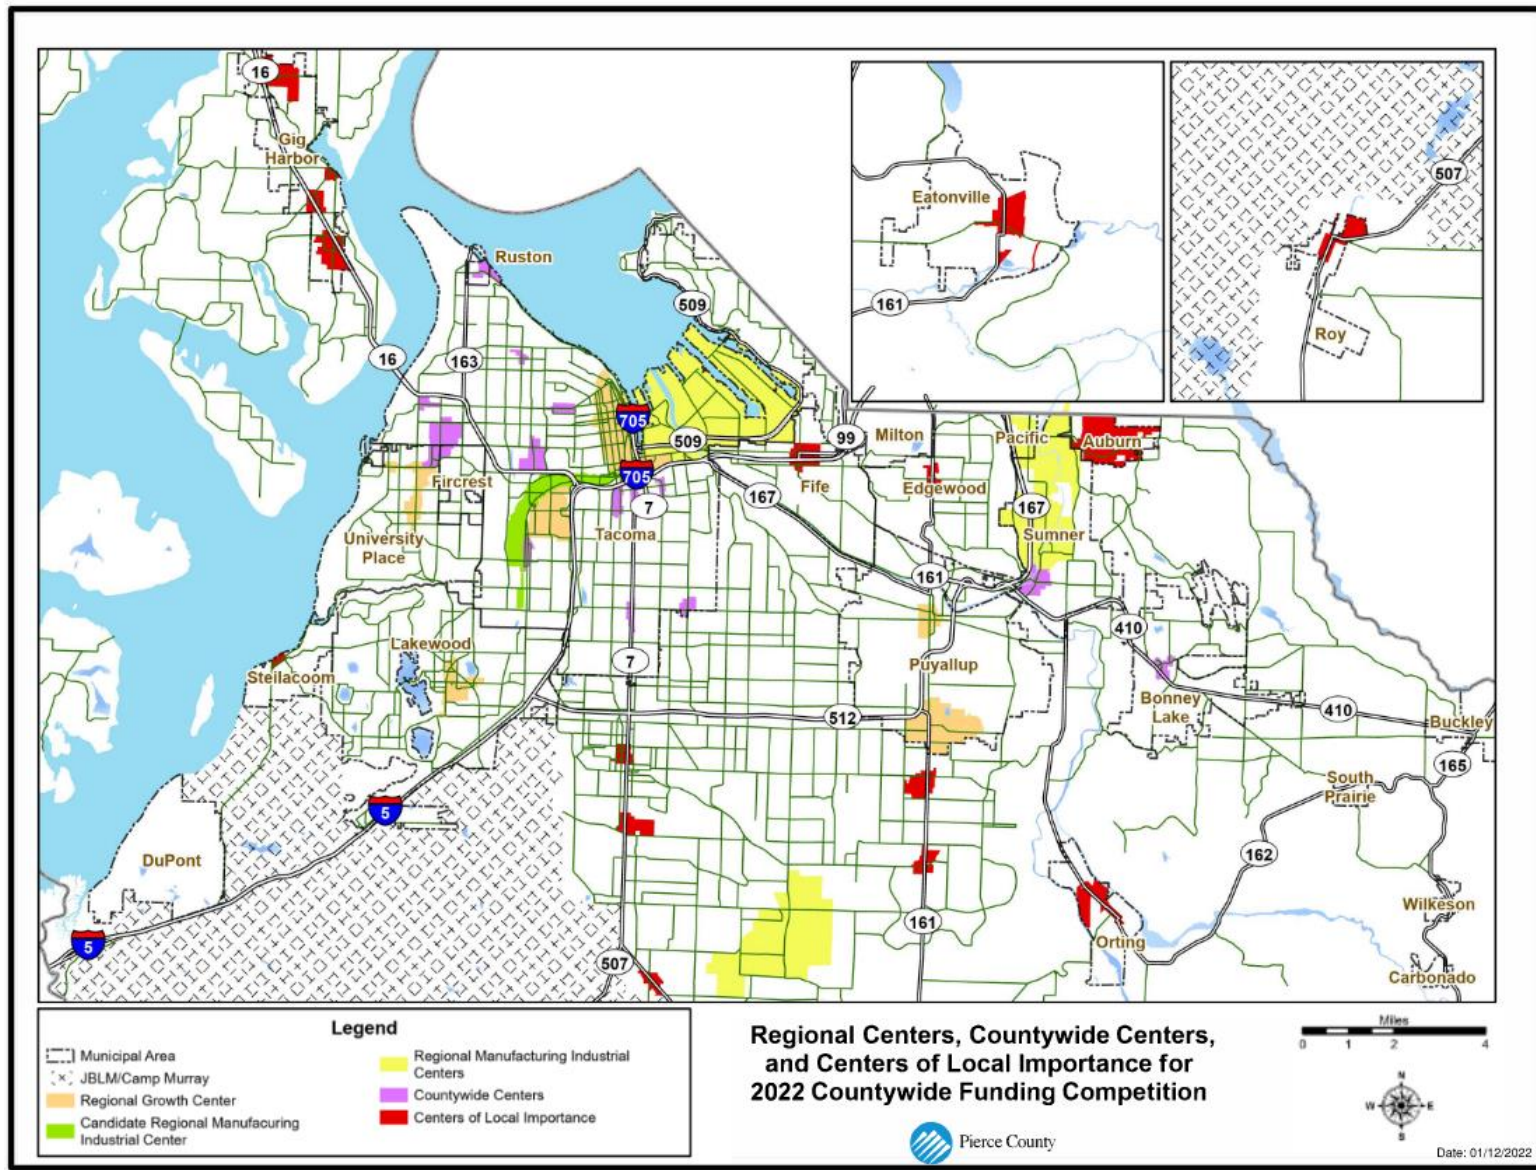 16
Gig
Harbor
Ruston
509
16
163
705
509
99
Milton
Pacific
Auburn
Fircrest
705
7
167
Fife
Edgewood
167
Sumner
University
Place
Tacoma
161
410
Lakewood
Steilacoom
7
Puyallup
512
Bonney
Lake
410
Buckley
165
South
Prairie
5
DuPont
162
161
Wilkeson
Orting
5
507
Carbonado
Eatonville
161
507
Roy
Legend
Municipal Area
JBLM/Camp Murray
Regional Growth Center
Candidate Regional Manufacuring
Industrial Center
Regional Manufacturing Industrial
Centers
Countywide Centers
Centers of Local Importance
Regional Centers, Countywide Centers,
and Centers of Local Importance for
2022 Countywide Funding Competition
Pierce County
Miles
0 1 2 4
N
W E
S
Date: 01/12/2022